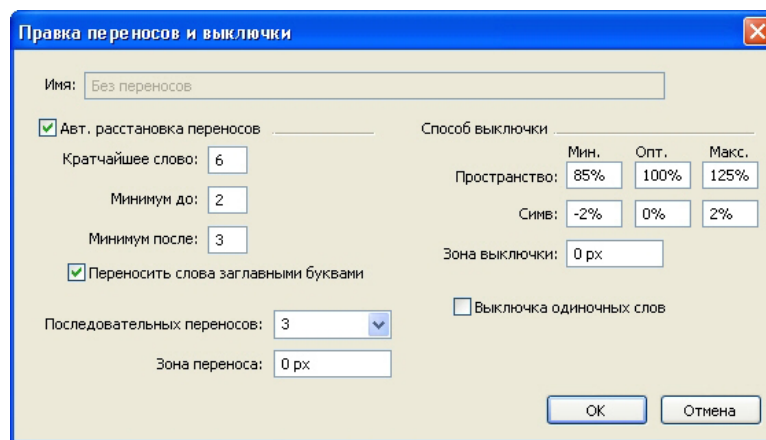 Правка переносов и выключки
Имя: Без переносов
Авт. расстановка переносов
Кратчайшее слово: 6
Минимум до: 2
Минимум после: 3
Переносить слова заглавными буквами
Последовательных переносов: 3
Зона переноса: 0 px
Способ выключки
Мин. Опт. Макс.
Пространство: 85% 100% 125%
Симв: -2% 0% 2%
Зона выключки: 0 px
Выключка одиночных слов
OK Отмена